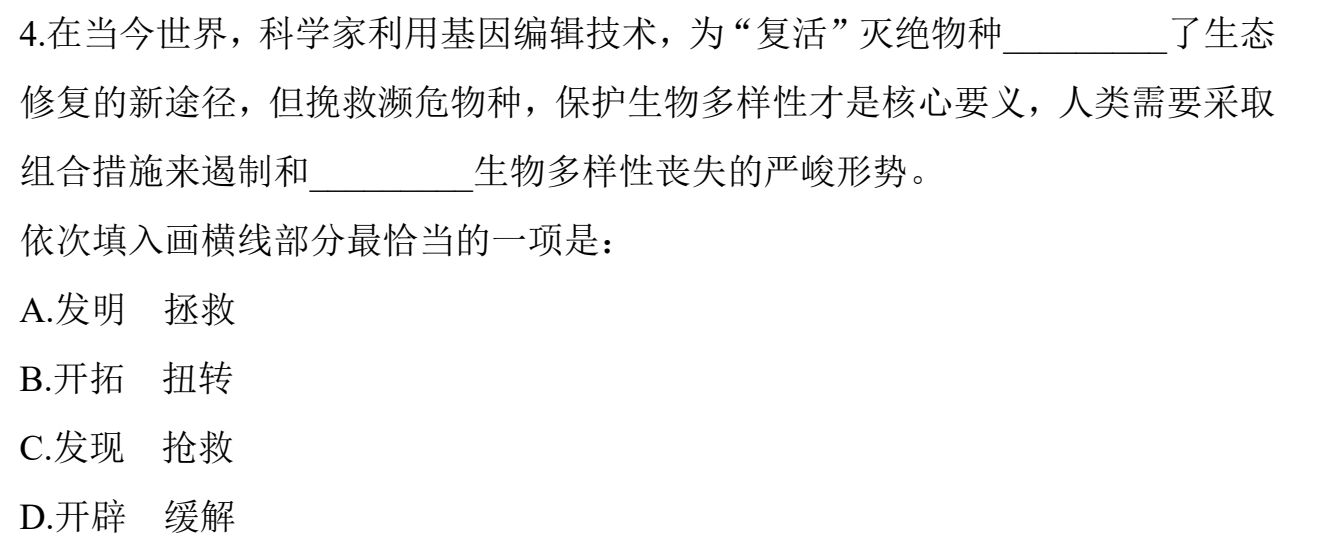 4.在当今世界，科学家利用基因编辑技术，为“复活”灭绝物种_________了生态
修复的新途径，但挽救濒危物种，保护生物多样性才是核心要义，人类需要采取
组合措施来遏制和_________生物多样性丧失的严峻形势。
依次填入画横线部分最恰当的一项是：
A.发明　拯救
B.开拓　扭转
C.发现　抢救
D.开辟　缓解